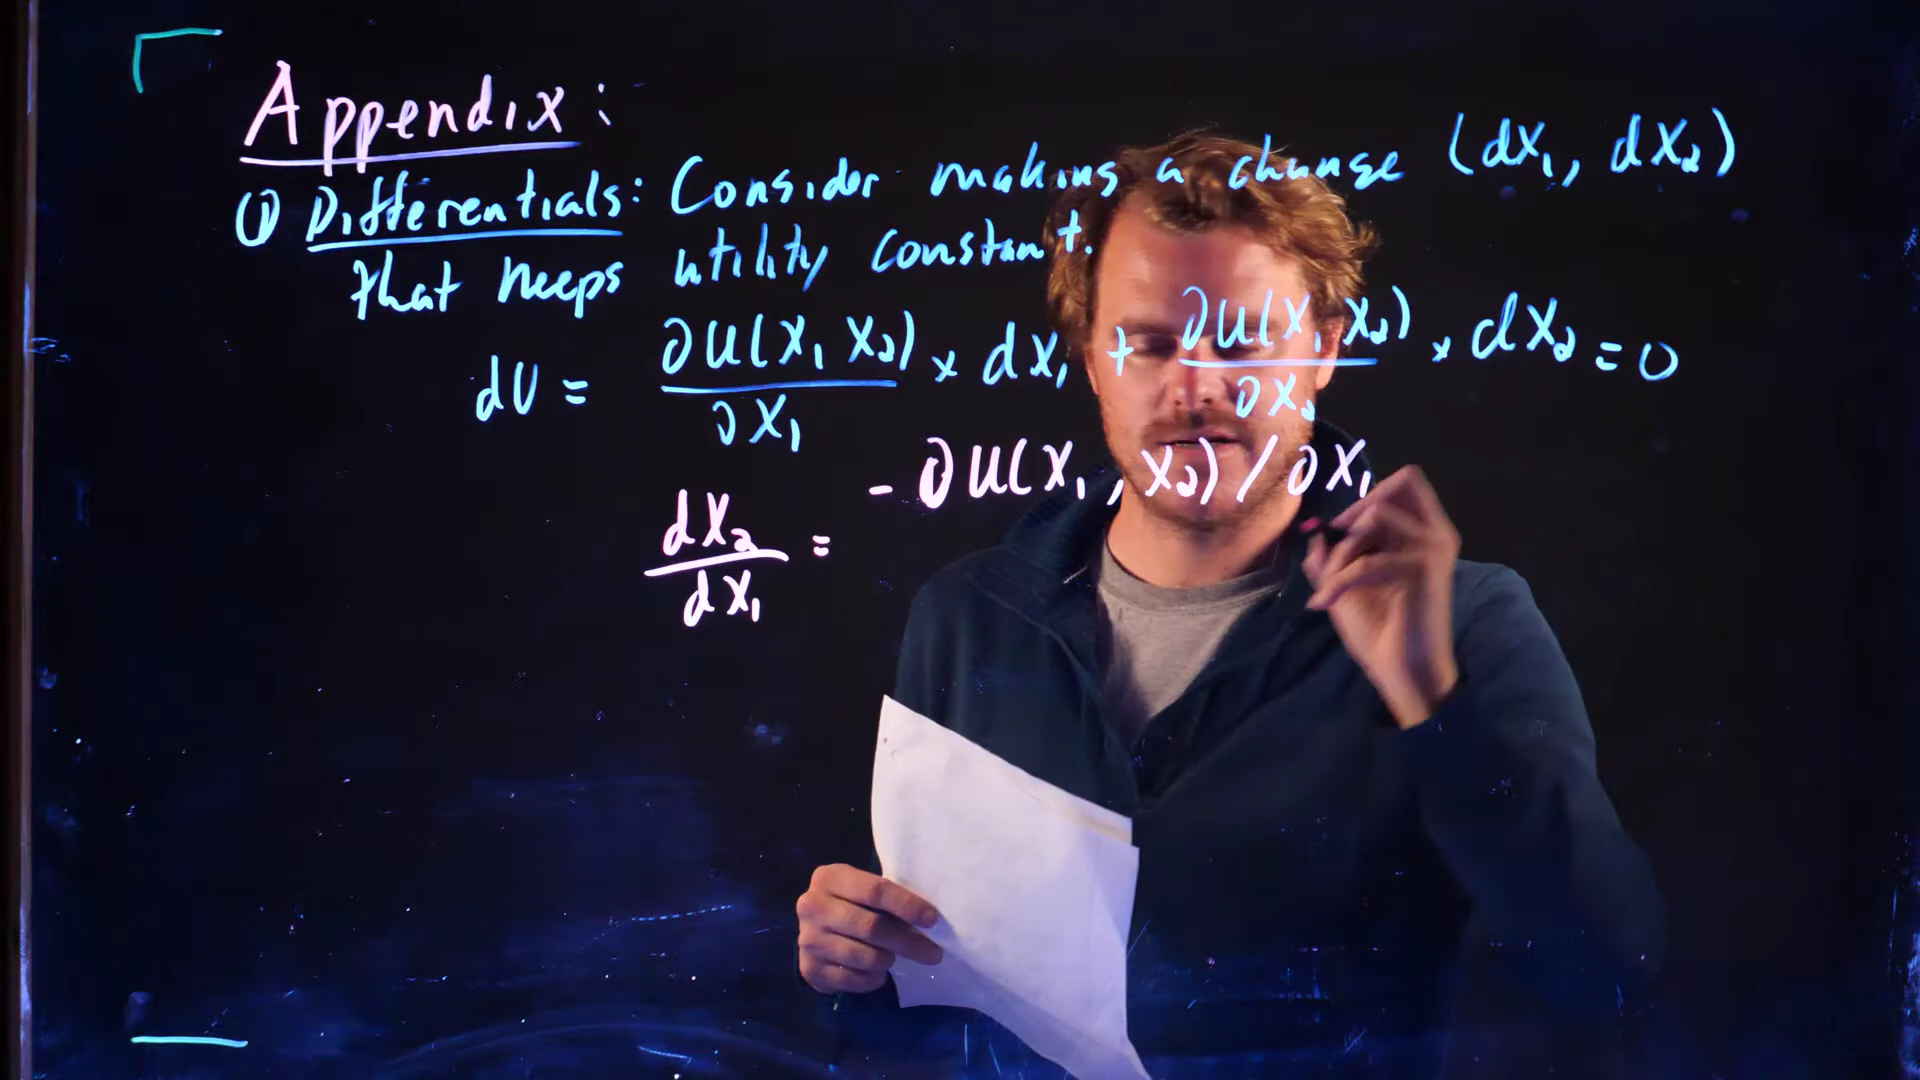 Appendix:
① Differentials: Consider making a change (dx₁, dx₂)
that keeps utility constant.
dU = ∂U(x₁ x₂)/∂x₁ × dx₁ + ∂U(x₁ x₂)/∂x₂ × dx₂ = 0
dx₂/dx₁ = -∂U(x₁, x₂)/∂x₁